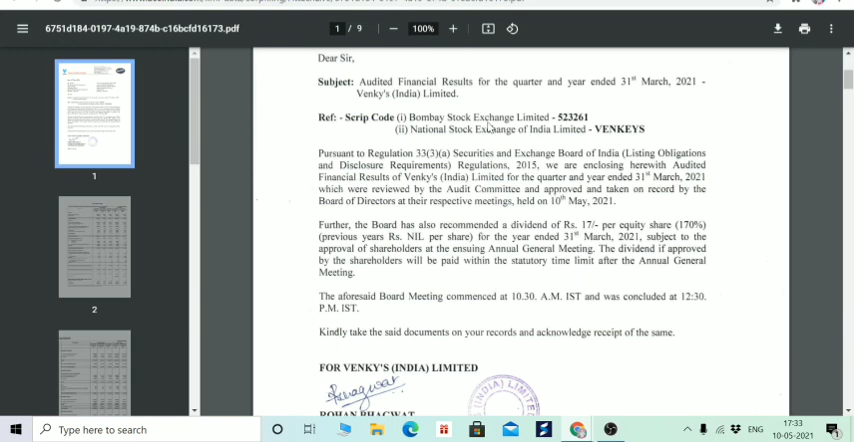 6751d184-0197-4a19-874b-c16bcfd16173.pdf
1 / 9
100%
Dear Sir,
Subject: Audited Financial Results for the quarter and year ended 31st March, 2021 -
Venky's (India) Limited.
Ref: - Scrip Code (i) Bombay Stock Exchange Limited - 523261
(ii) National Stock Exchange of India Limited - VENKEYS
Pursuant to Regulation 33(3)(a) Securities and Exchange Board of India (Listing Obligations
and Disclosure Requirements) Regulations, 2015, we are enclosing herewith Audited
Financial Results of Venky's (India) Limited for the quarter and year ended 31st March, 2021
which were reviewed by the Audit Committee and approved and taken on record by the
Board of Directors at their respective meetings, held on 10th May, 2021.
Further, the Board has also recommended a dividend of Rs. 17/- per equity share (170%)
(previous years Rs. NIL per share) for the year ended 31st March, 2021, subject to the
approval of shareholders at the ensuing Annual General Meeting. The dividend if approved
by the shareholders will be paid within the statutory time limit after the Annual General
Meeting.
The aforesaid Board Meeting commenced at 10.30. A.M. IST and was concluded at 12:30.
P.M. IST.
Kindly take the said documents on your records and acknowledge receipt of the same.
FOR VENKY'S (INDIA) LIMITED
ROHAN BHAGWAT
(INDIA) LIMITED
1
2
Type here to search
ENG
17:33
10-05-2021
1